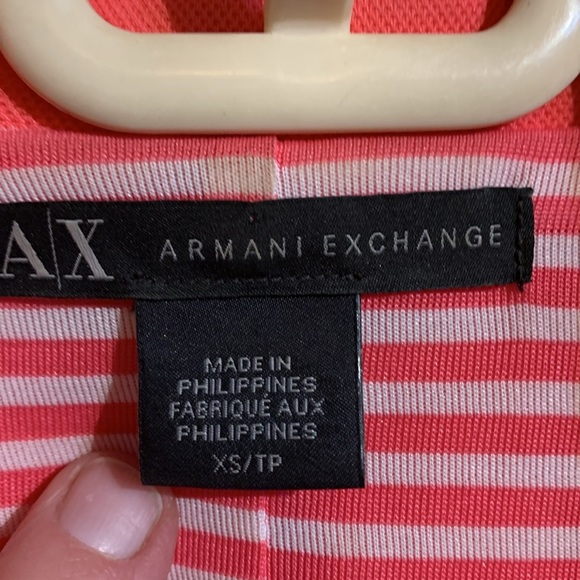 A|X ARMANI EXCHANGE
MADE IN
PHILIPPINES
FABRIQUÉ AUX
PHILIPPINES
XS/TP